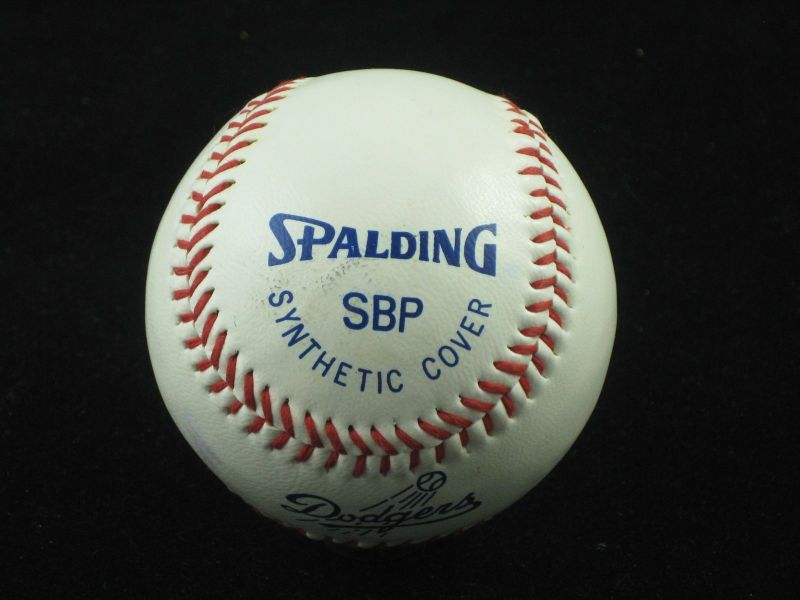 SPALDING
SBP
SYNTHETIC COVER
Dodgers